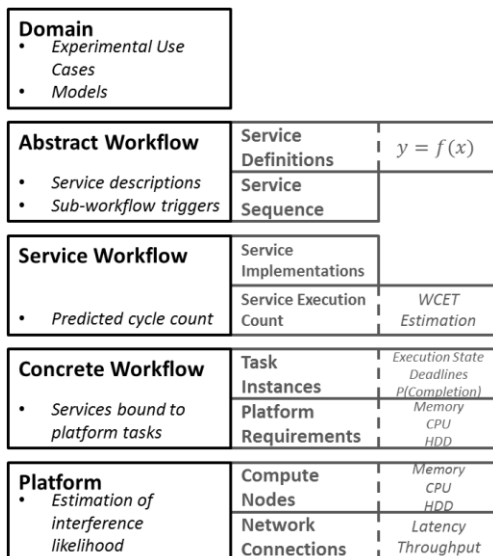 Domain
• Experimental Use
Cases
• Models
Abstract Workflow
• Service descriptions
• Sub-workflow triggers
Service
Definitions
y = f(x)
Service
Sequence
Service Workflow
• Predicted cycle count
Service
Implementations
Service Execution
Count
WCET
Estimation
Concrete Workflow
• Services bound to
platform tasks
Task
Instances
Execution State
Deadlines
P(Completion)
Platform
Requirements
Memory
CPU
HDD
Platform
• Estimation of
interference
likelihood
Compute
Nodes
Memory
CPU
HDD
Network
Connections
Latency
Throughput